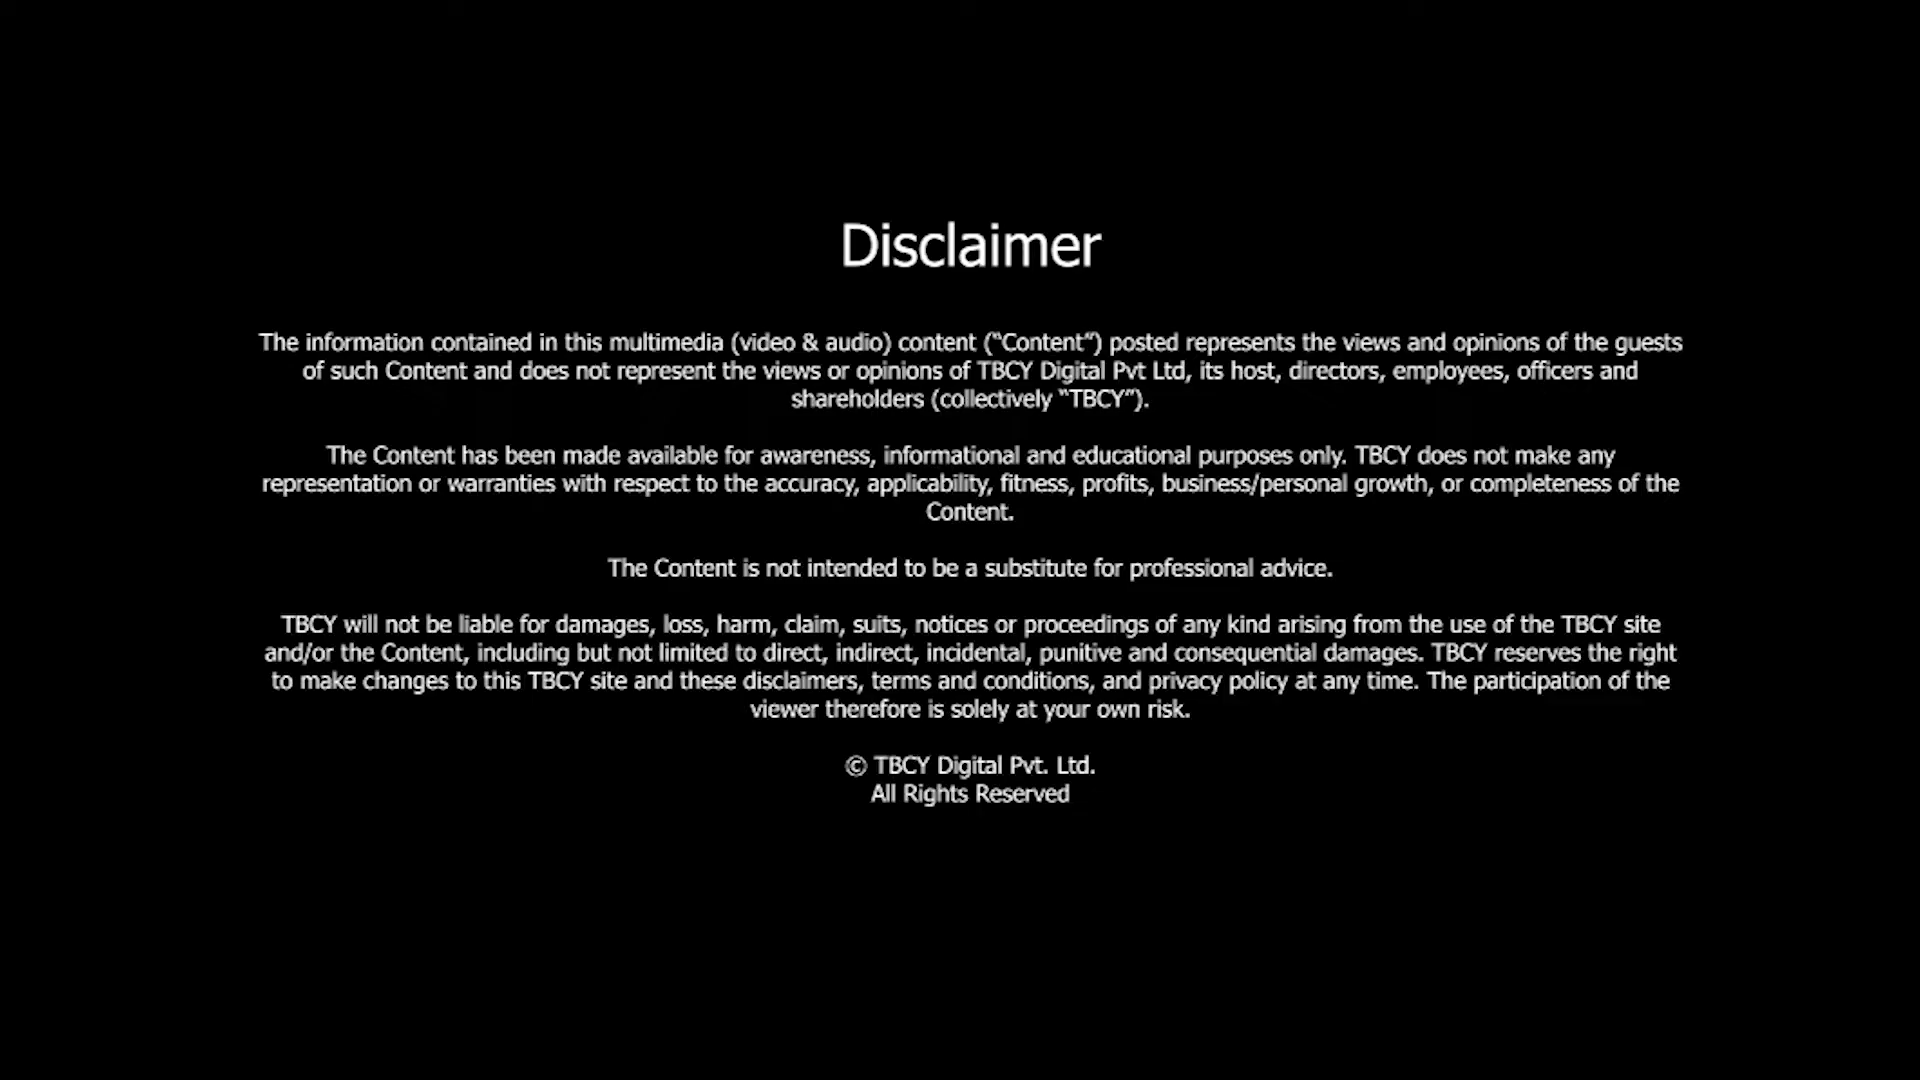 Disclaimer
The information contained in this multimedia (video & audio) content (“Content”) posted represents the views and opinions of the guests
of such Content and does not represent the views or opinions of TBCY Digital Pvt Ltd, its host, directors, employees, officers and
shareholders (collectively “TBCY”).
The Content has been made available for awareness, informational and educational purposes only. TBCY does not make any
representation or warranties with respect to the accuracy, applicability, fitness, profits, business/personal growth, or completeness of the
Content.
The Content is not intended to be a substitute for professional advice.
TBCY will not be liable for damages, loss, harm, claim, suits, notices or proceedings of any kind arising from the use of the TBCY site
and/or the Content, including but not limited to direct, indirect, incidental, punitive and consequential damages. TBCY reserves the right
to make changes to this TBCY site and these disclaimers, terms and conditions, and privacy policy at any time. The participation of the
viewer therefore is solely at your own risk.
© TBCY Digital Pvt. Ltd.
All Rights Reserved